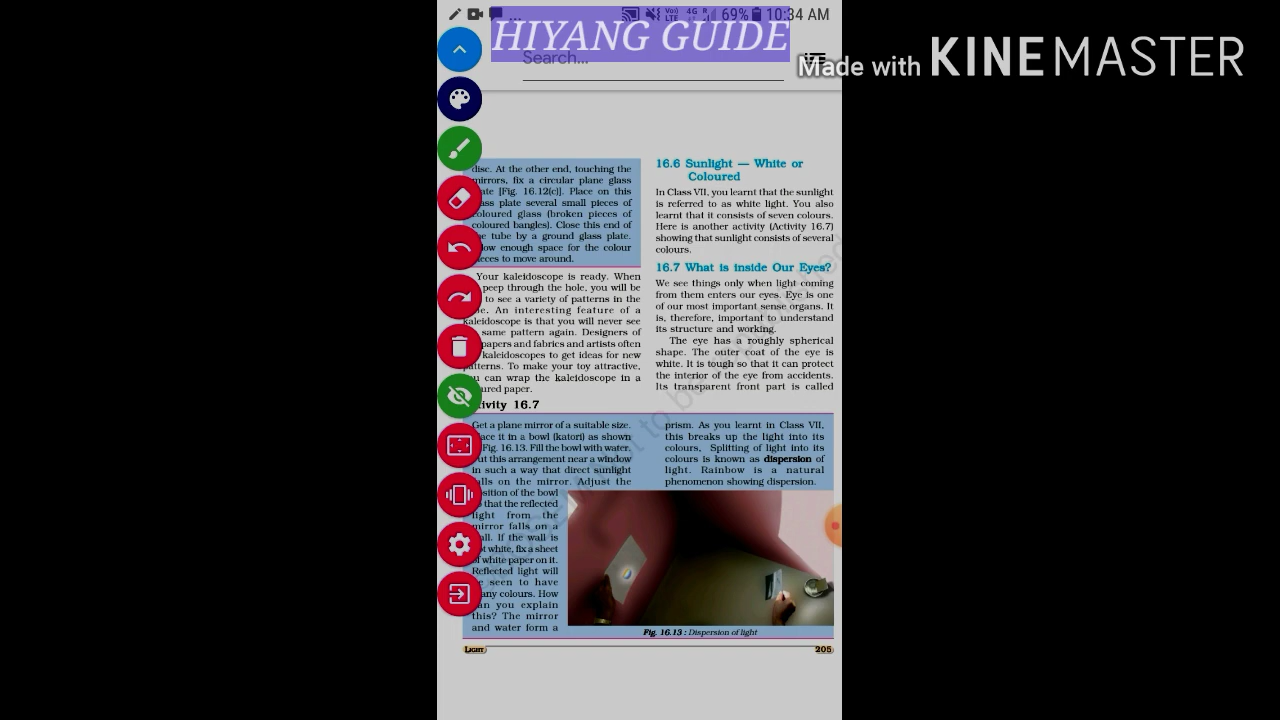 10:34 AM
69%
4G
R
Vo))
LTE
...
HIYANG GUIDE
Search...
Made with KINEMASTER
disc. At the other end, touching the
mirrors, fix a circular plane glass
[Fig. 16.12(c)]. Place on this
plate several small pieces of
coloured glass (broken pieces of
coloured bangles). Close this end of
tube by a ground glass plate.
enough space for the colour
to move around.
Your kaleidoscope is ready. When
peep through the hole, you will be
to see a variety of patterns in the
An interesting feature of a
kaleidoscope is that you will never see
same pattern again. Designers of
papers and fabrics and artists often
kaleidoscopes to get ideas for new
patterns. To make your toy attractive,
can wrap the kaleidoscope in a
paper.
16.6 Sunlight — White or
Coloured
In Class VII, you learnt that the sunlight
is referred to as white light. You also
learnt that it consists of seven colours.
Here is another activity (Activity 16.7)
showing that sunlight consists of several
colours.
16.7 What is inside Our Eyes?
We see things only when light coming
from them enters our eyes. Eye is one
of our most important sense organs. It
is, therefore, important to understand
its structure and working.
The eye has a roughly spherical
shape. The outer coat of the eye is
white. It is tough so that it can protect
the interior of the eye from accidents.
Its transparent front part is called
16.7
Get a plane mirror of a suitable size.
it in a bowl (katori) as shown
Fig. 16.13. Fill the bowl with water.
this arrangement near a window
in such a way that direct sunlight
on the mirror. Adjust the
position of the bowl
that the reflected
light from the
mirror falls on a
If the wall is
white, fix a sheet
of white paper on it.
Reflected light will
seen to have
many colours. How
can you explain
this? The mirror
and water form a
prism. As you learnt in Class VII,
this breaks up the light into its
colours, Splitting of light into its
colours is known as dispersion of
light. Rainbow is a natural
phenomenon showing dispersion.
Fig. 16.13 : Dispersion of light
LIGHT
205